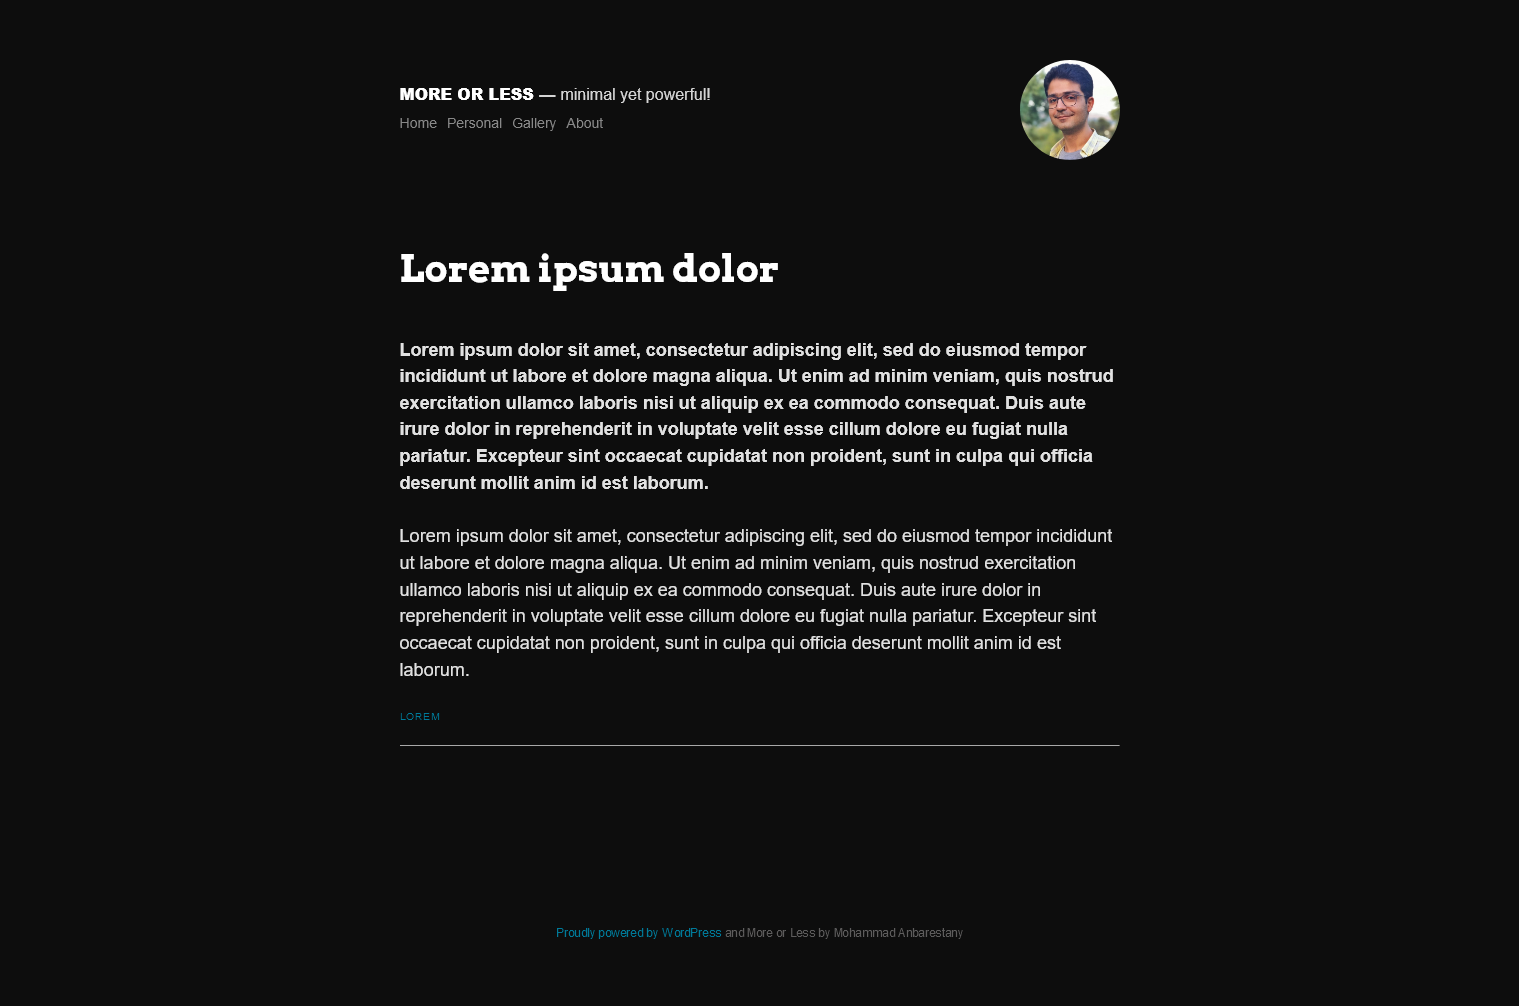 MORE OR LESS — minimal yet powerful!
Home Personal Gallery About
Lorem ipsum dolor
Lorem ipsum dolor sit amet, consectetur adipiscing elit, sed do eiusmod tempor
incididunt ut labore et dolore magna aliqua. Ut enim ad minim veniam, quis nostrud
exercitation ullamco laboris nisi ut aliquip ex ea commodo consequat. Duis aute
irure dolor in reprehenderit in voluptate velit esse cillum dolore eu fugiat nulla
pariatur. Excepteur sint occaecat cupidatat non proident, sunt in culpa qui officia
deserunt mollit anim id est laborum.
Lorem ipsum dolor sit amet, consectetur adipiscing elit, sed do eiusmod tempor incididunt
ut labore et dolore magna aliqua. Ut enim ad minim veniam, quis nostrud exercitation
ullamco laboris nisi ut aliquip ex ea commodo consequat. Duis aute irure dolor in
reprehenderit in voluptate velit esse cillum dolore eu fugiat nulla pariatur. Excepteur sint
occaecat cupidatat non proident, sunt in culpa qui officia deserunt mollit anim id est
laborum.
LOREM
Proudly powered by WordPress and More or Less by Mohammad Anbarestany